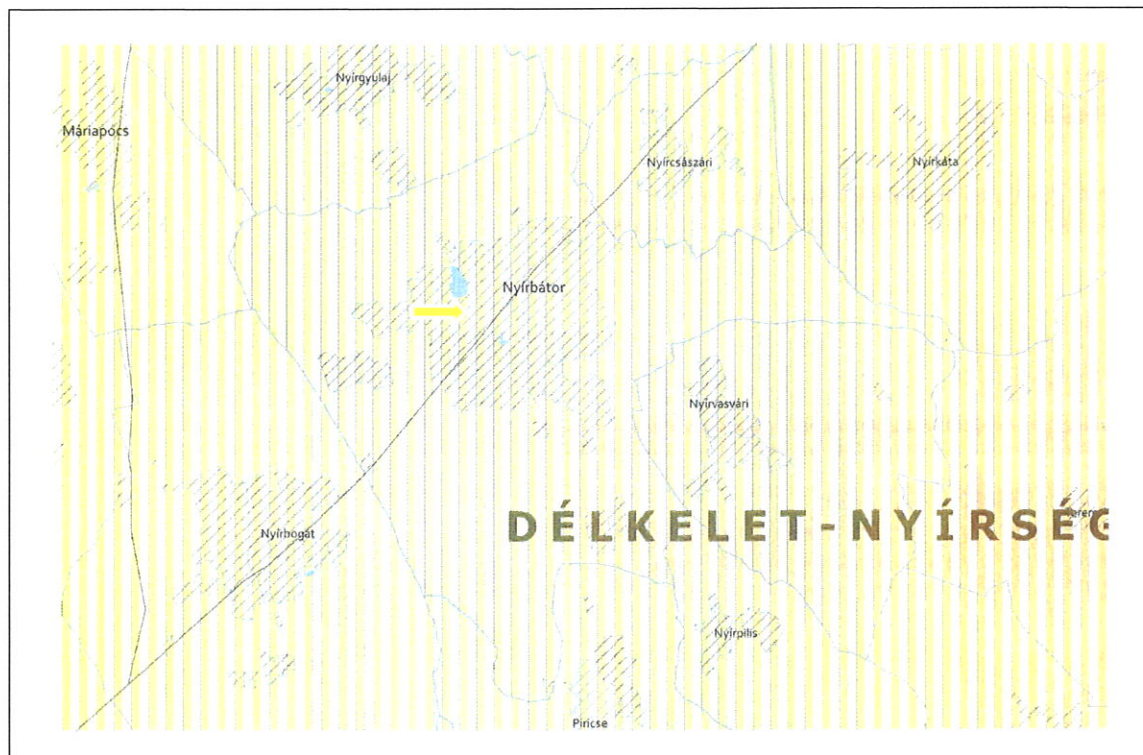 Nyírgyulaj
Máriapócs
Nyírcsászári
Nyírkáta
Nyírbátor
Nyírvasvári
DÉLKELET-NYÍRSÉG
Nyírbogát
Nyírpilis
Piricse